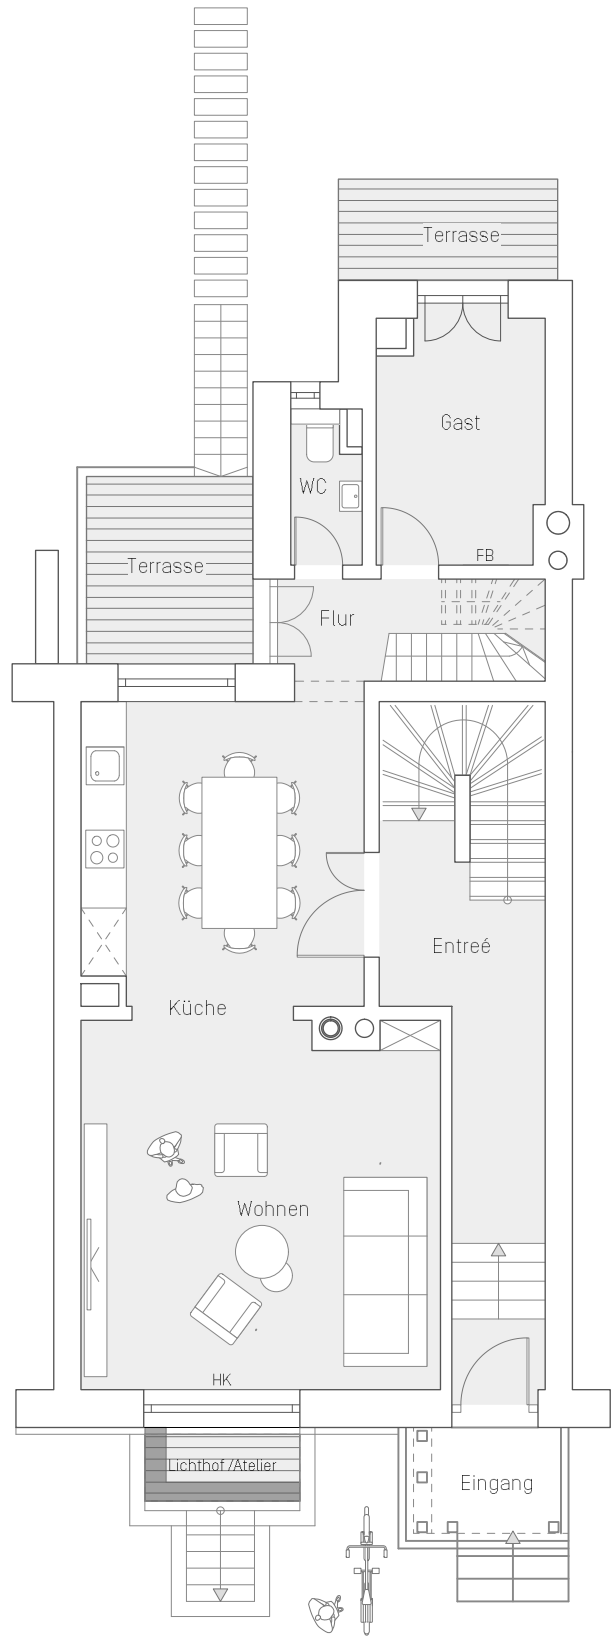 Terrasse
Gast
WC
FB
Terrasse
Flur
Entreé
Küche
Wohnen
HK
Lichthof /Atelier
Eingang